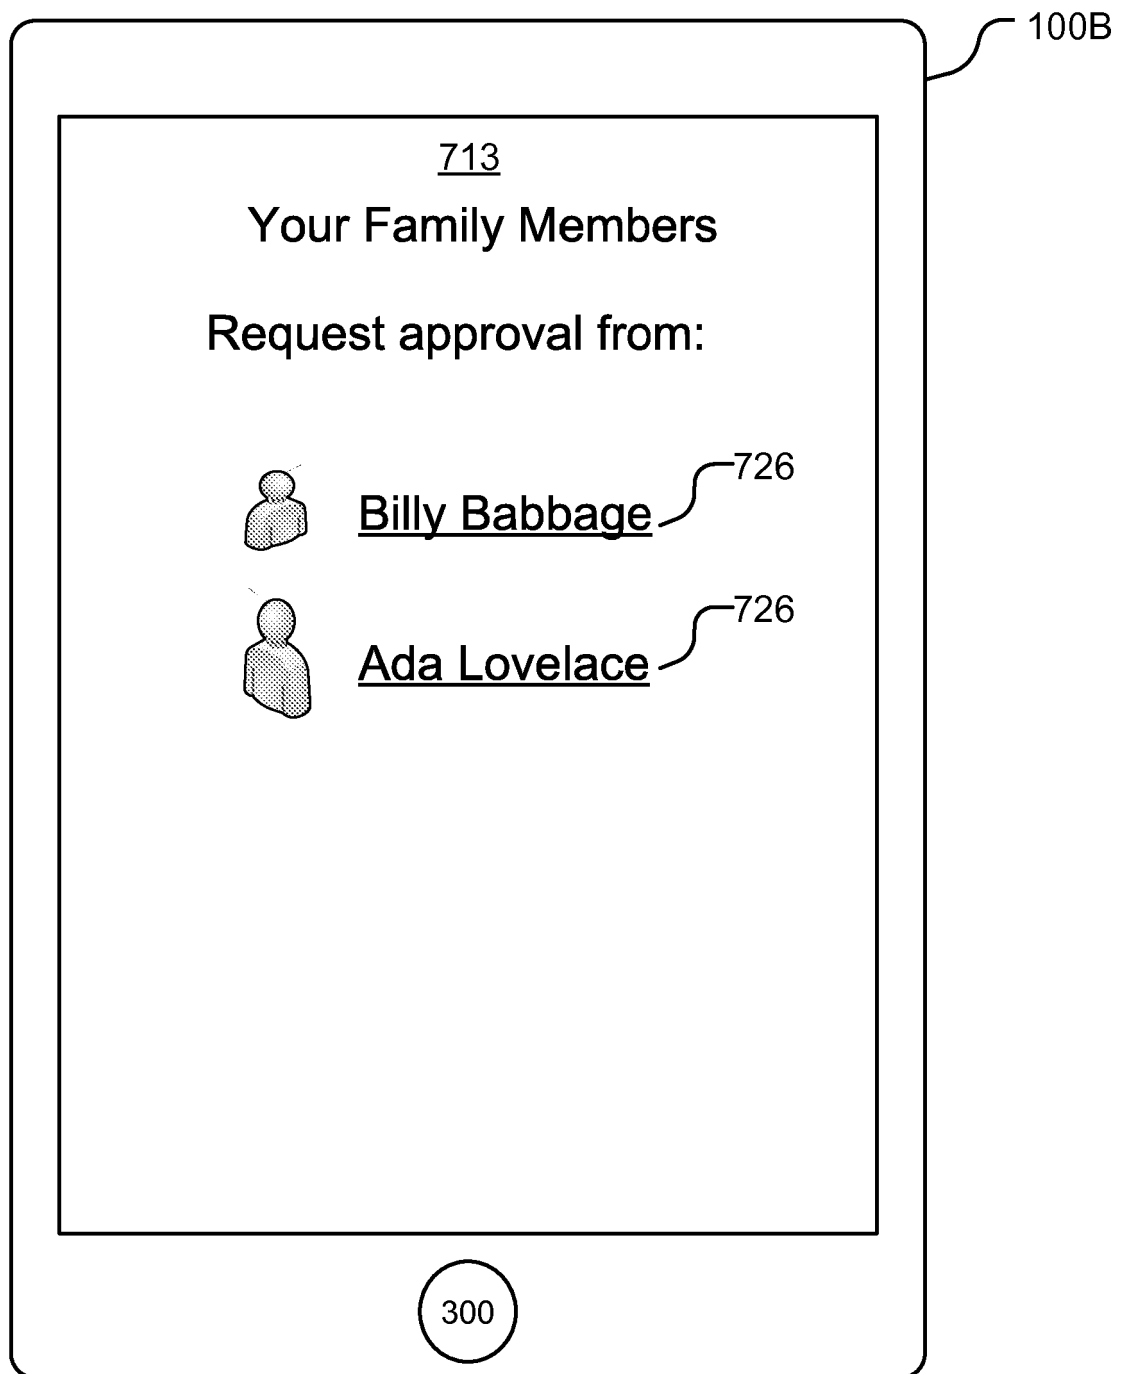 100B
713
Your Family Members
Request approval from:
726
Billy Babbage
726
Ada Lovelace
300